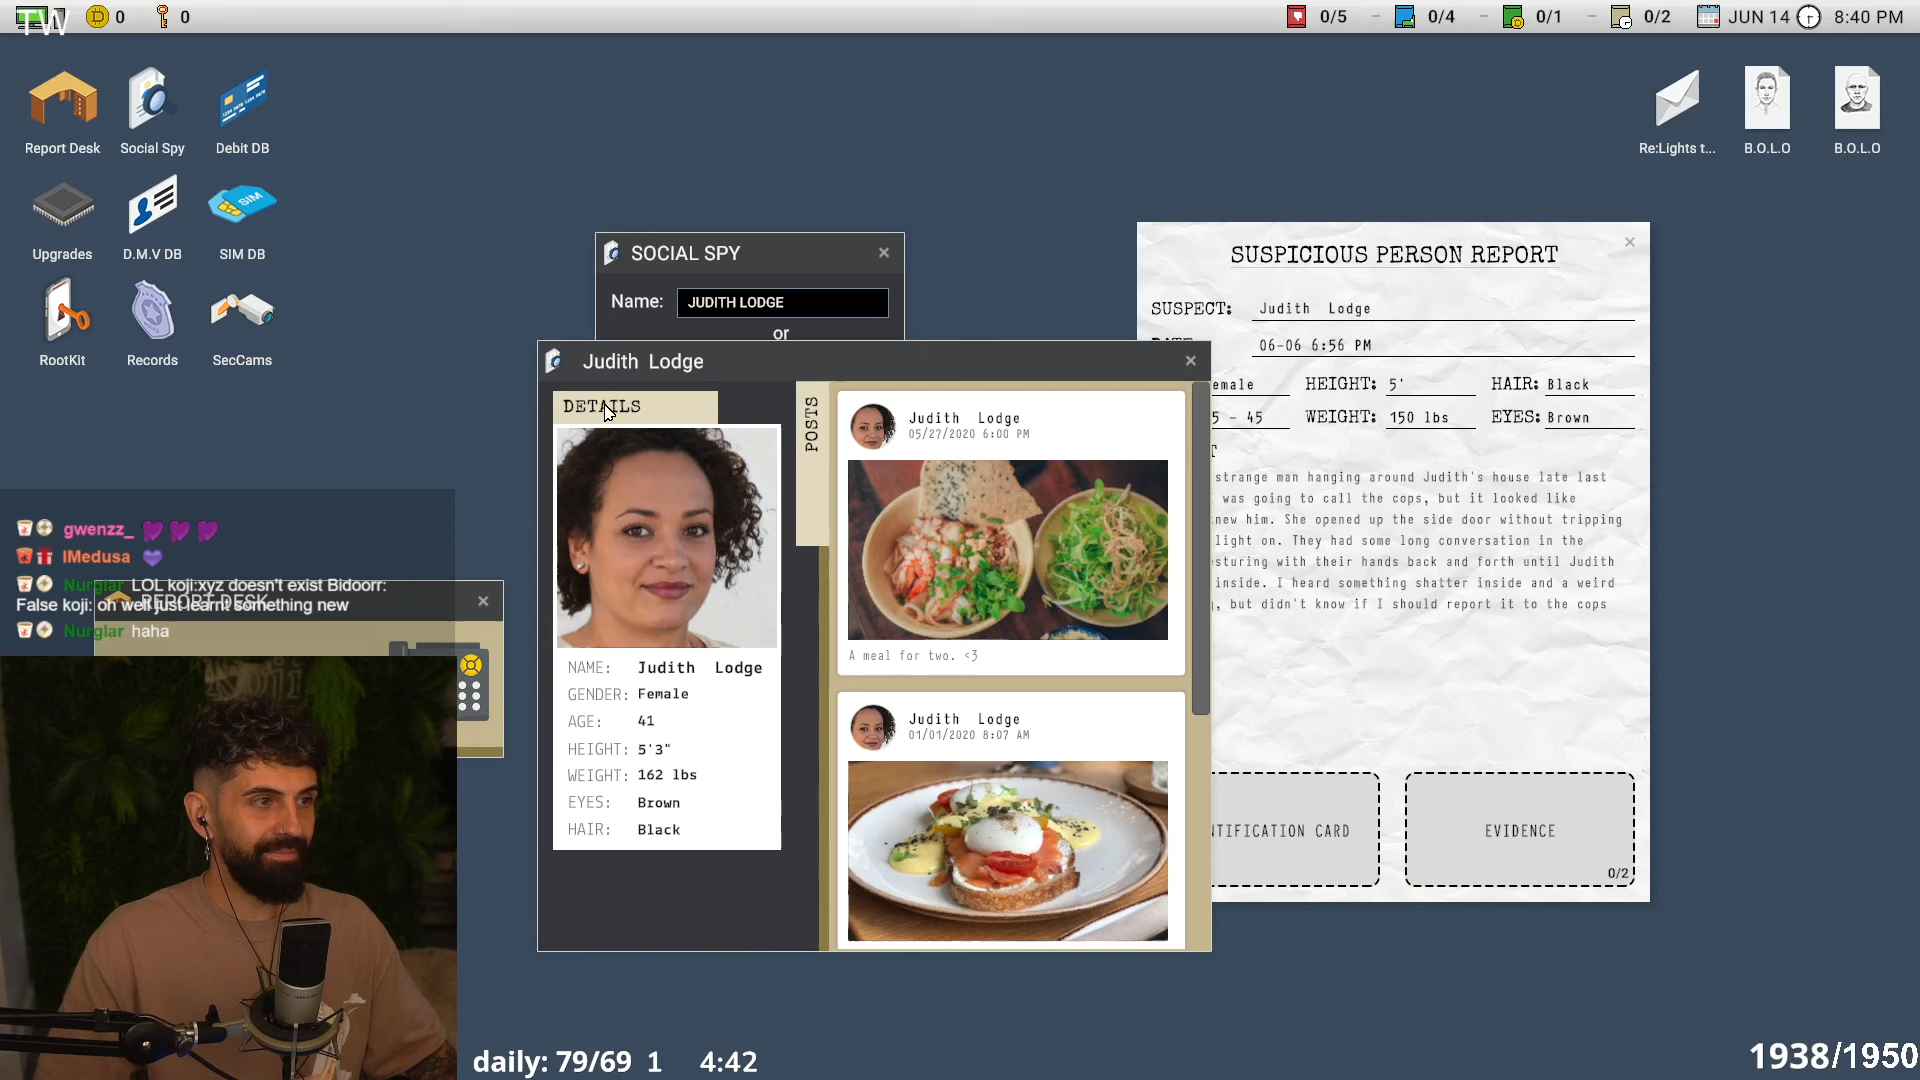 TW
0
0
0/5
0/4
0/1
0/2
JUN 14
8:40 PM
Report Desk
Social Spy
Debit DB
Upgrades
D.M.V DB
SIM DB
SIM
RootKit
Records
SecCams
Re:Lights t...
B.O.L.O
B.O.L.O
SOCIAL SPY
Name: JUDITH LODGE
or
SUSPICIOUS PERSON REPORT
SUSPECT: Judith Lodge
06-06 6:56 PM
emale HEIGHT: 5' HAIR: Black
5 - 45 WEIGHT: 150 lbs EYES: Brown
T
strange man hanging around Judith's house late last
was going to call the cops, but it looked like
new him. She opened up the side door without tripping
light on. They had some long conversation in the
esturing with their hands back and forth until Judith
inside. I heard something shatter inside and a weird
, but didn't know if I should report it to the cops
NTIFICATION CARD
EVIDENCE
0/2
Judith Lodge
DETAILS
NAME: Judith Lodge
GENDER: Female
AGE: 41
HEIGHT: 5'3"
WEIGHT: 162 lbs
EYES: Brown
HAIR: Black
POSTS
Judith Lodge
05/27/2020 6:00 PM
A meal for two. <3
Judith Lodge
01/01/2020 8:07 AM
gwenzz_
IMedusa
Nurglar LOL koji:xyz doesn't exist Bidoorr:
False koji: oh well just learnt something new
REPORT DESK
Nurglar haha
daily: 79/69 1 4:42
1938/1950